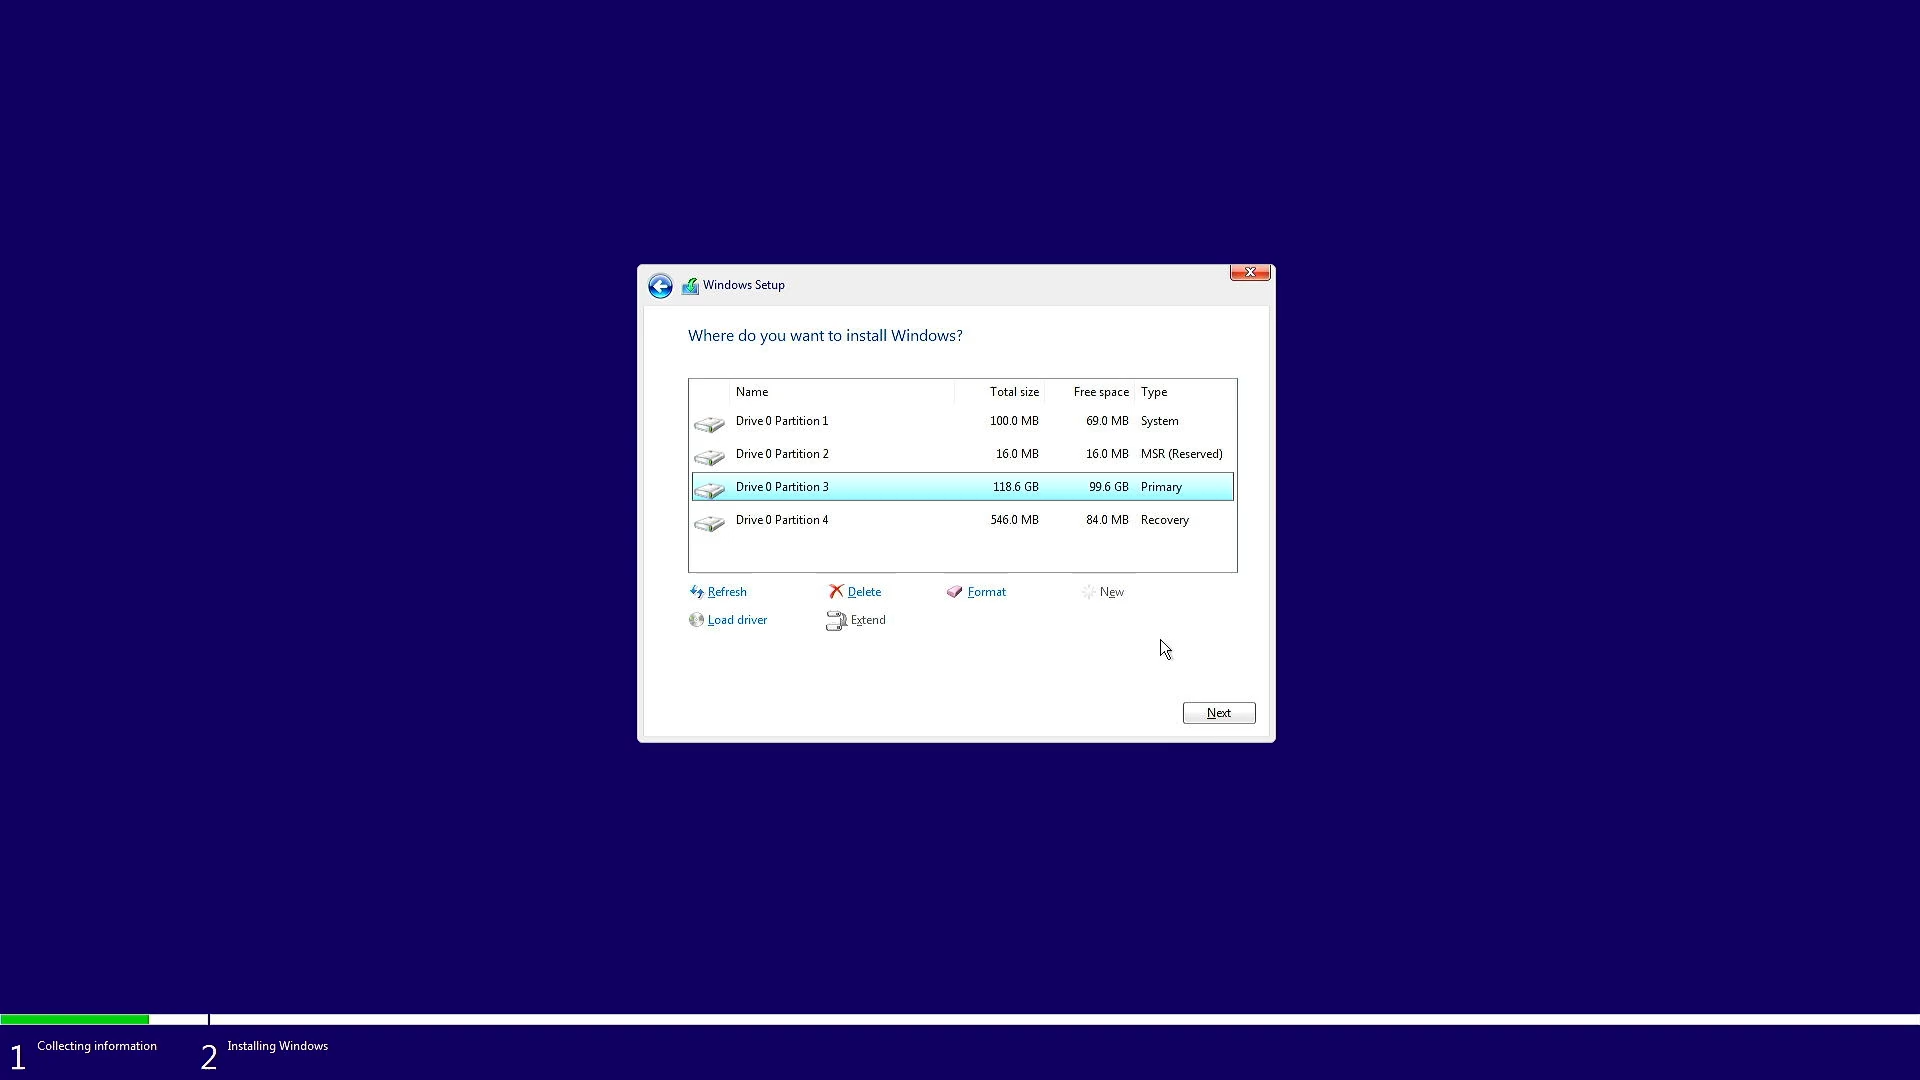 Windows Setup
Where do you want to install Windows?
Name Total size Free space Type
Drive 0 Partition 1 100.0 MB 69.0 MB System
Drive 0 Partition 2 16.0 MB 16.0 MB MSR (Reserved)
Drive 0 Partition 3 118.6 GB 99.6 GB Primary
Drive 0 Partition 4 546.0 MB 84.0 MB Recovery
Refresh Delete Format New
Load driver Extend
Next
1 Collecting information 2 Installing Windows